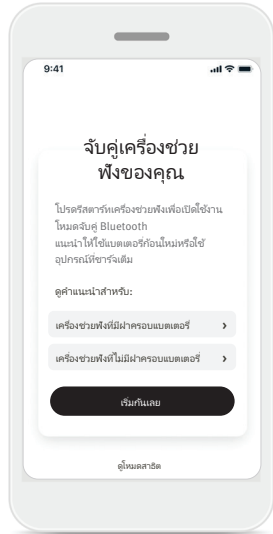 9:41
จับคู่เครื่องช่วย
ฟังของคุณ
โปรดรีสตาร์ทเครื่องช่วยฟังเพื่อเปิดใช้งาน
โหมดจับคู่ Bluetooth
แนะนำให้ใช้แบตเตอรี่ก้อนใหม่หรือใช้
อุปกรณ์ที่ชาร์จเต็ม
ดูคำแนะนำสำหรับ:
เครื่องช่วยฟังที่มีฝาครอบแบตเตอรี่
เครื่องช่วยฟังที่ไม่มีฝาครอบแบตเตอรี่
เริ่มกันเลย
ดูโหมดสาธิต